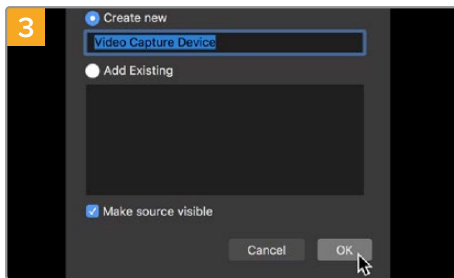 3
Create new
Video Capture Device
Add Existing
Make source visible
Cancel OK